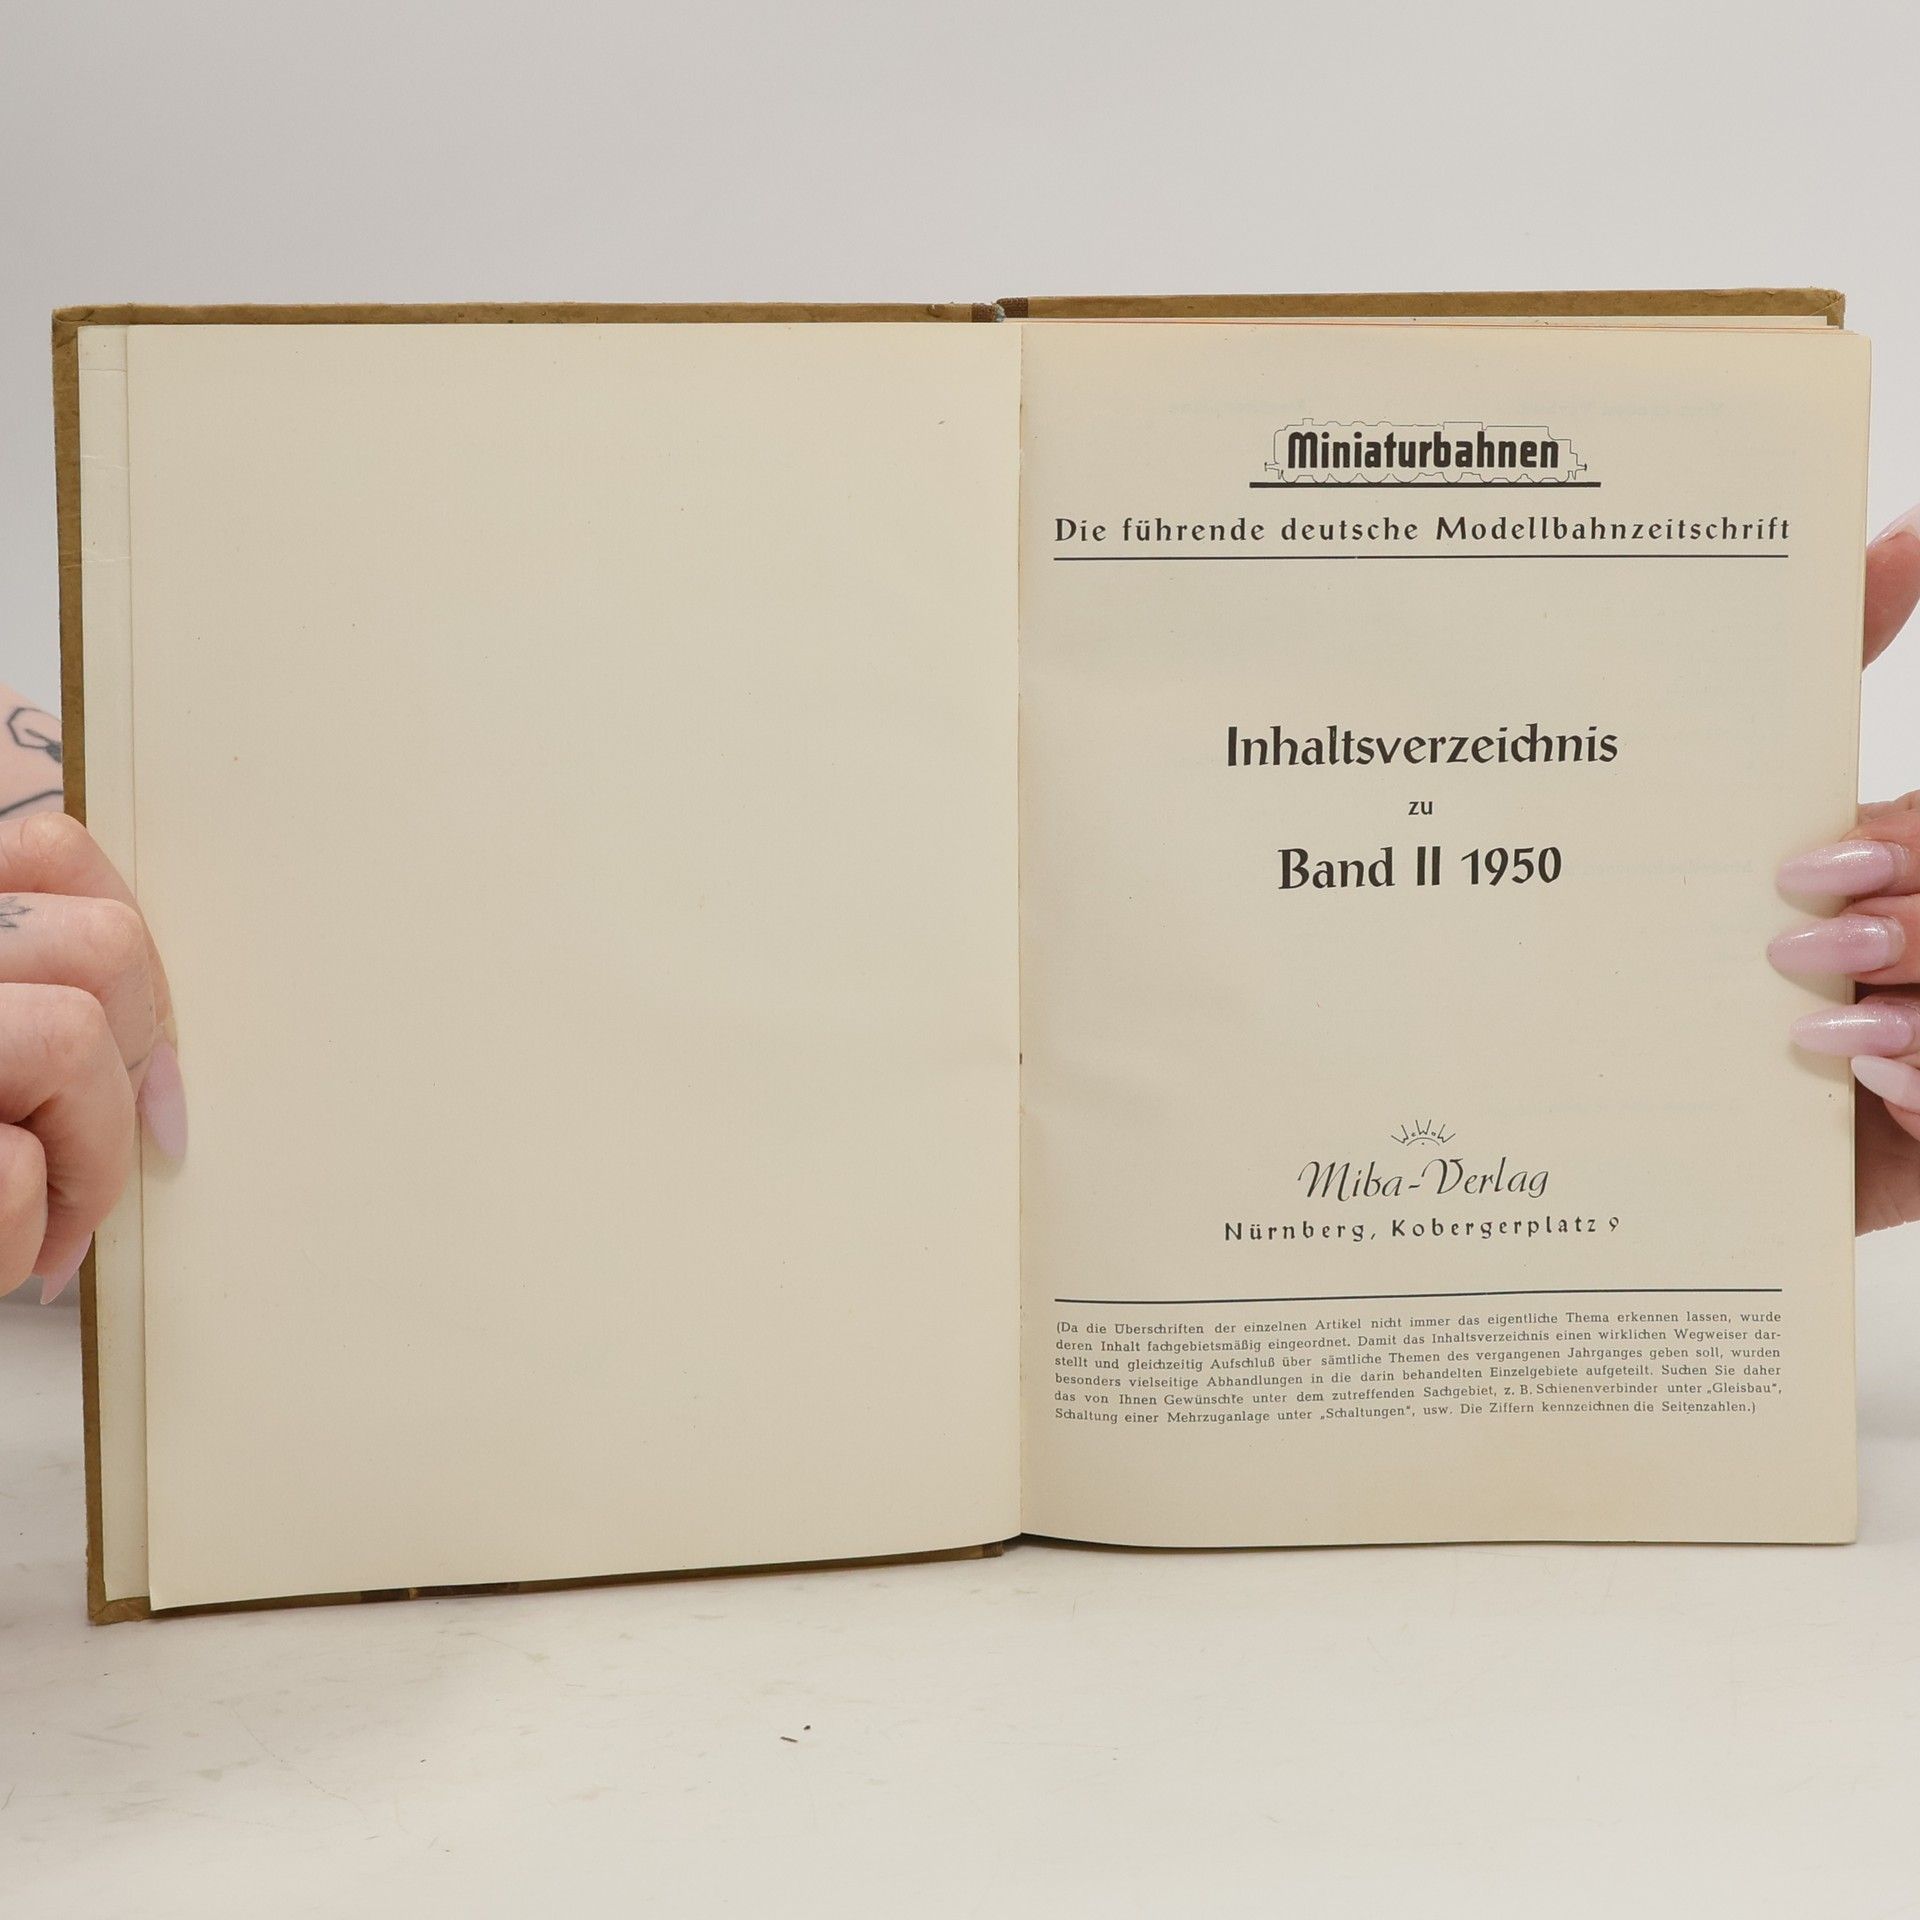 Miniaturbahnen
Die führende deutsche Modellbahnzeitschrift
Inhaltsverzeichnis
zu
Band II 1950
WeWaW
Miba-Verlag
Nürnberg, Kobergerplatz 9
(Da die Überschriften der einzelnen Artikel nicht immer das eigentliche Thema erkennen lassen, wurde
deren Inhalt fachgebietsmäßig eingeordnet. Damit das Inhaltsverzeichnis einen wirklichen Wegweiser dar-
stellt und gleichzeitig Aufschluß über sämtliche Themen des vergangenen Jahrganges geben soll, wurden
besonders vielseitige Abhandlungen in die darin behandelten Einzelgebiete aufgeteilt. Suchen Sie daher
das von Ihnen Gewünschte unter dem zutreffenden Sachgebiet, z. B. Schienenverbinder unter „Gleisbau“,
Schaltung einer Mehrzuganlage unter „Schaltungen“, usw. Die Ziffern kennzeichnen die Seitenzahlen.)